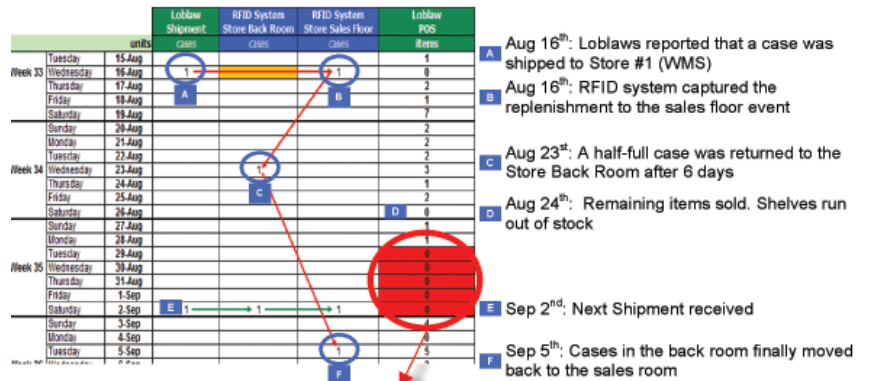 Loblaw RFID System RFID System Loblaw
Shipment Store Back Room Store Sales Floor POS
units cases cases cases items
Tuesday 15-Aug 1
Week 33 Wednesday 16-Aug 1 1 0
Thursday 17-Aug 2
Friday 18-Aug 1
Saturday 19-Aug 7
Sunday 20-Aug 2
Monday 21-Aug 2
Tuesday 22-Aug 2
Week 34 Wednesday 23-Aug 1 3
Thursday 24-Aug 1
Friday 25-Aug 2
Saturday 26-Aug D 0
Sunday 27-Aug 1
Monday 28-Aug 1
Tuesday 29-Aug 0
Week 35 Wednesday 30-Aug 0
Thursday 31-Aug 0
Friday 1-Sep 0
Saturday 2-Sep E 1 1 1 0
Sunday 3-Sep
Monday 4-Sep 0
Tuesday 5-Sep 1 5
A
B
C
F
A Aug 16th: Loblaws reported that a case was
shipped to Store #1 (WMS)
B Aug 16th: RFID system captured the
replenishment to the sales floor event
C Aug 23st: A half-full case was returned to the
Store Back Room after 6 days
D Aug 24th: Remaining items sold. Shelves run
out of stock
E Sep 2nd: Next Shipment received
F Sep 5th: Cases in the back room finally moved
back to the sales room